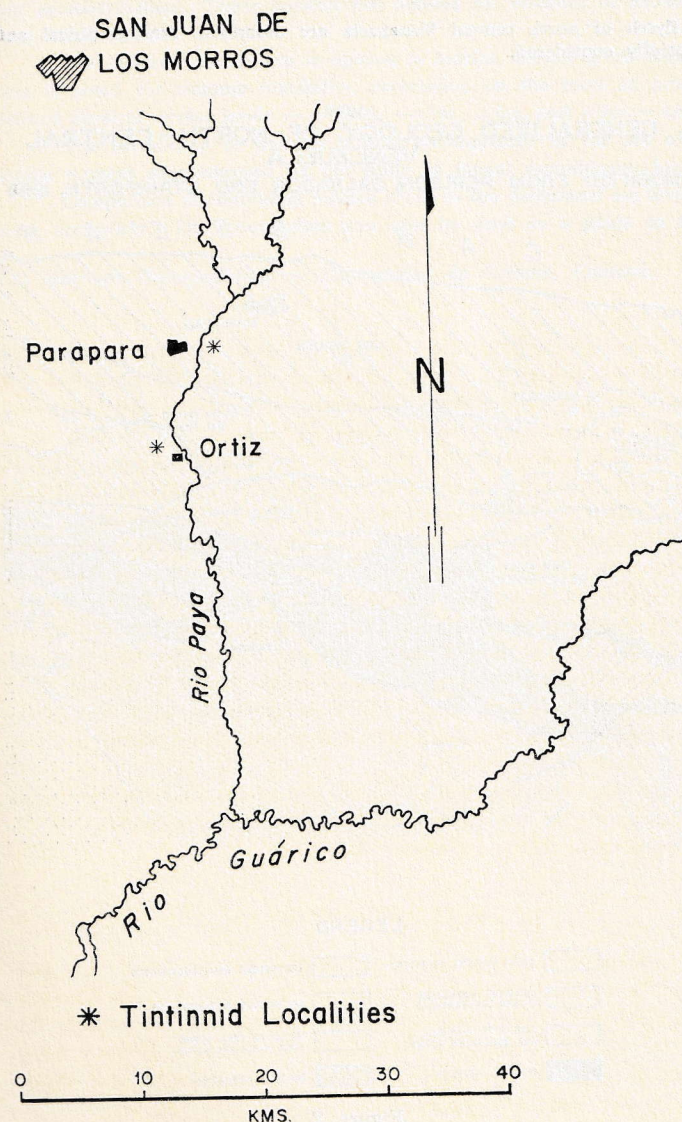 SAN JUAN DE
LOS MORROS
Parapara
N
Ortiz
Rio Paya
Rio Guárico
* Tintinnid Localities
0 10 20 30 40
KMS.